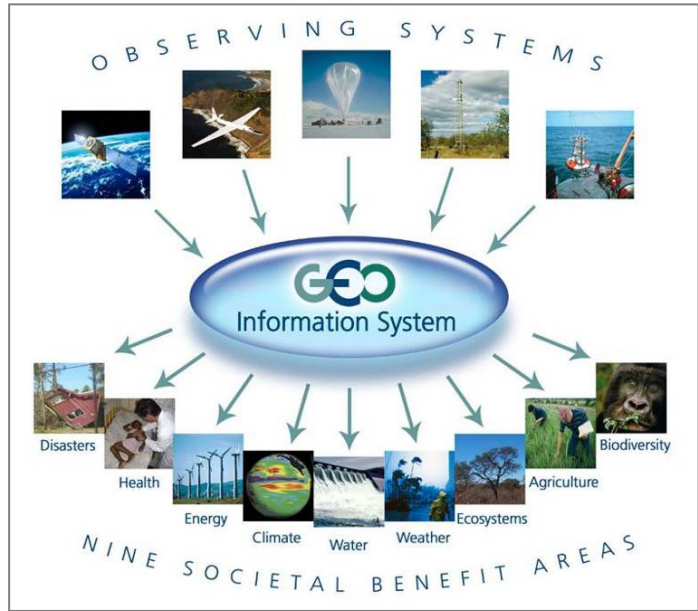 OBSERVING SYSTEMS
GEO
Information System
Disasters
Health
Energy
Climate
Water
Weather
Ecosystems
Agriculture
Biodiversity
NINE SOCIETAL BENEFIT AREAS